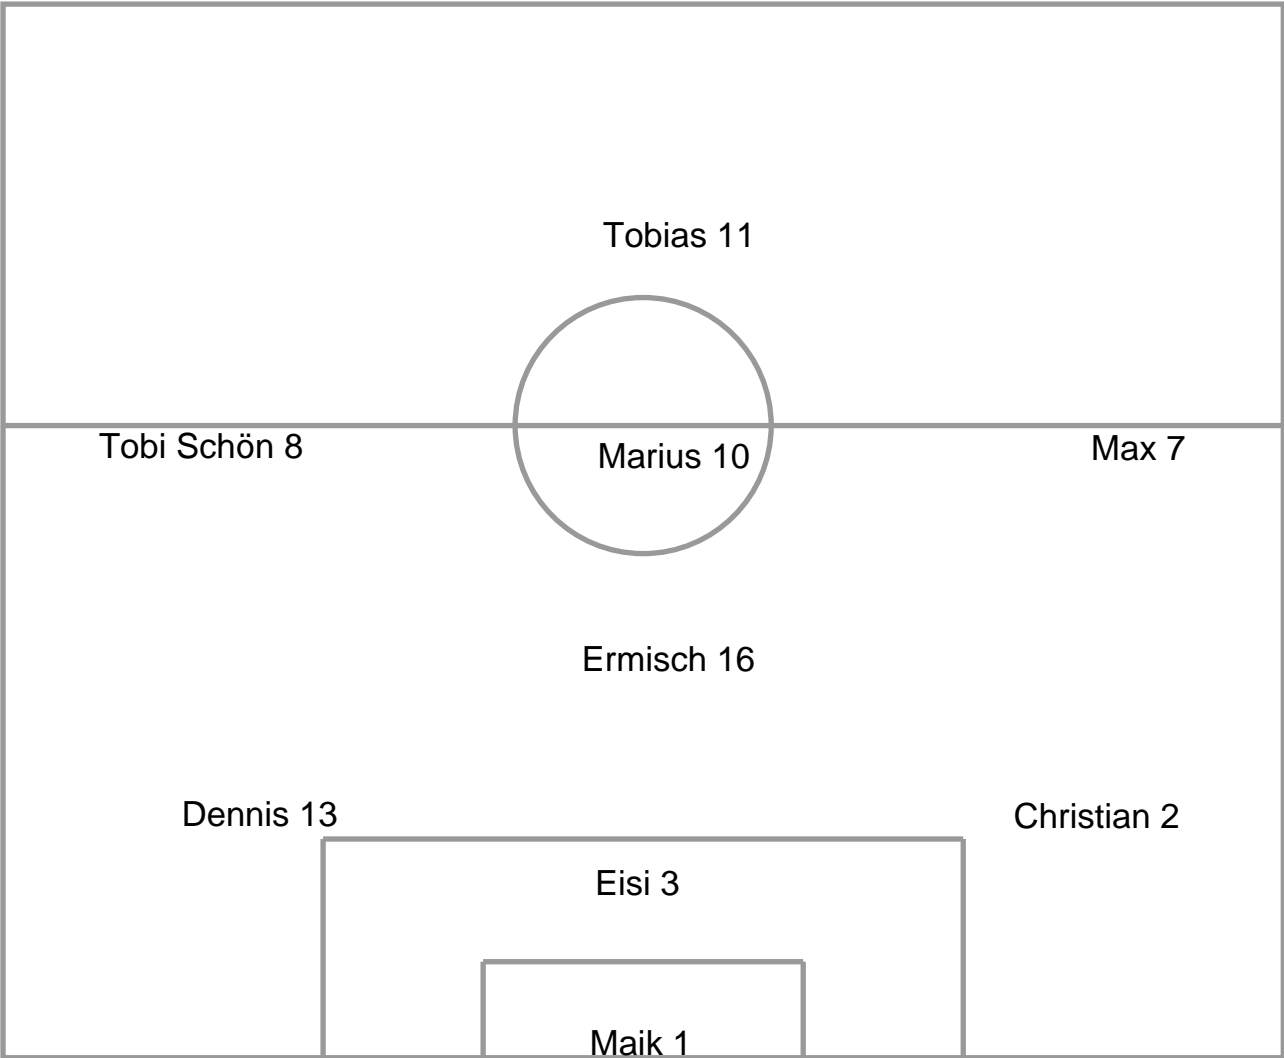 Tobias 11
Tobi Schön 8
Marius 10
Max 7
Ermisch 16
Dennis 13
Christian 2
Eisi 3
Maik 1